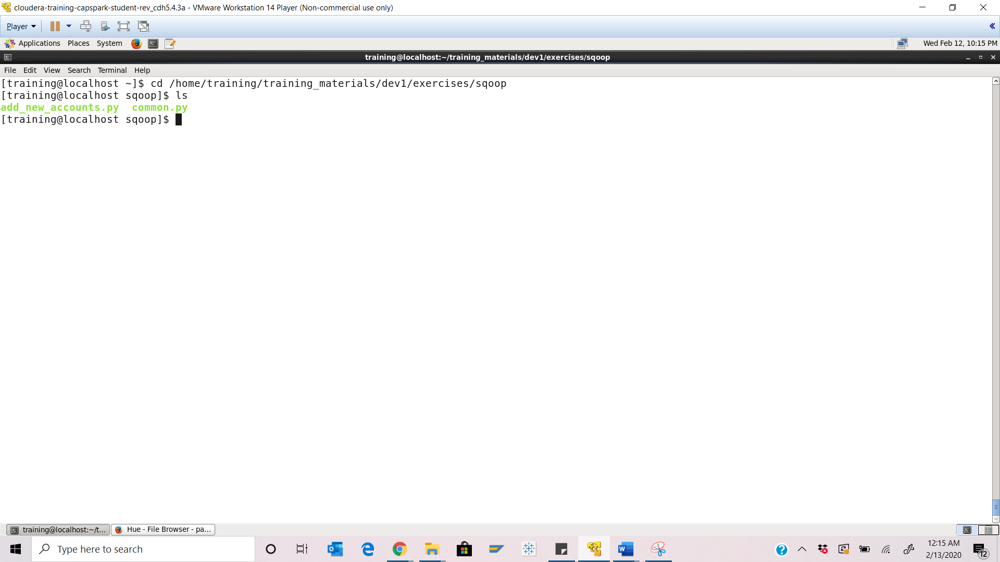 cloudera-training-capspark-student-rev_cdh5.4.3a - VMware Workstation 14 Player (Non-commercial use only)
Player
Applications Places System Wed Feb 12, 10:15 PM
training@localhost:~/training_materials/dev1/exercises/sqoop
File Edit View Search Terminal Help
[training@localhost ~]$ cd /home/training/training_materials/dev1/exercises/sqoop
[training@localhost sqoop]$ ls
add_new_accounts.py common.py
[training@localhost sqoop]$
training@localhost:~/t... Hue - File Browser - pa...
Type here to search
12:15 AM
2/13/2020
12